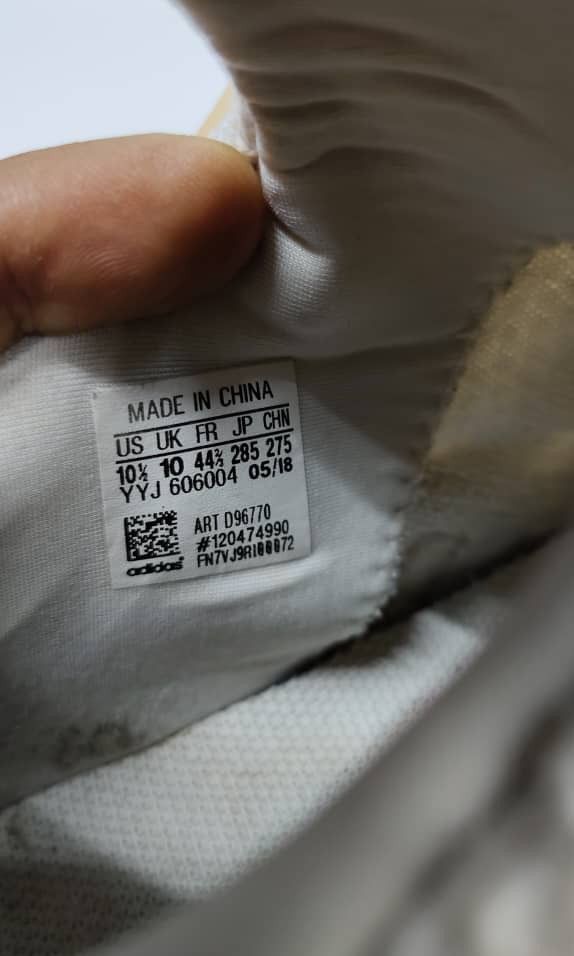 MADE IN CHINA
US UK FR JP CHN
10½ 10 44⅔ 285 275
YYJ 606004 05/18
ART D96770
#120474990
adidas